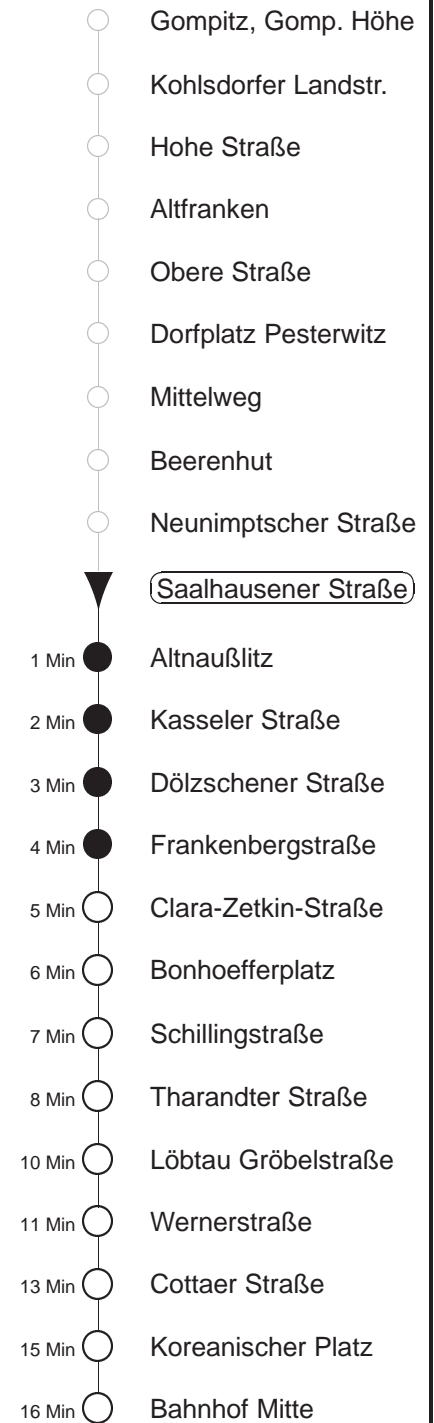 Gompitz, Gomp. Höhe
Kohlsdorfer Landstr.
Hohe Straße
Altfranken
Obere Straße
Dorfplatz Pesterwitz
Mittelweg
Beerenhut
Neunimptscher Straße
Saalhausener Straße
1 Min Altnaußlitz
2 Min Kasseler Straße
3 Min Dölzschener Straße
4 Min Frankenbergstraße
5 Min Clara-Zetkin-Straße
6 Min Bonhoefferplatz
7 Min Schillingstraße
8 Min Tharandter Straße
10 Min Löbtau Gröbelstraße
11 Min Wernerstraße
13 Min Cottaer Straße
15 Min Koreanischer Platz
16 Min Bahnhof Mitte